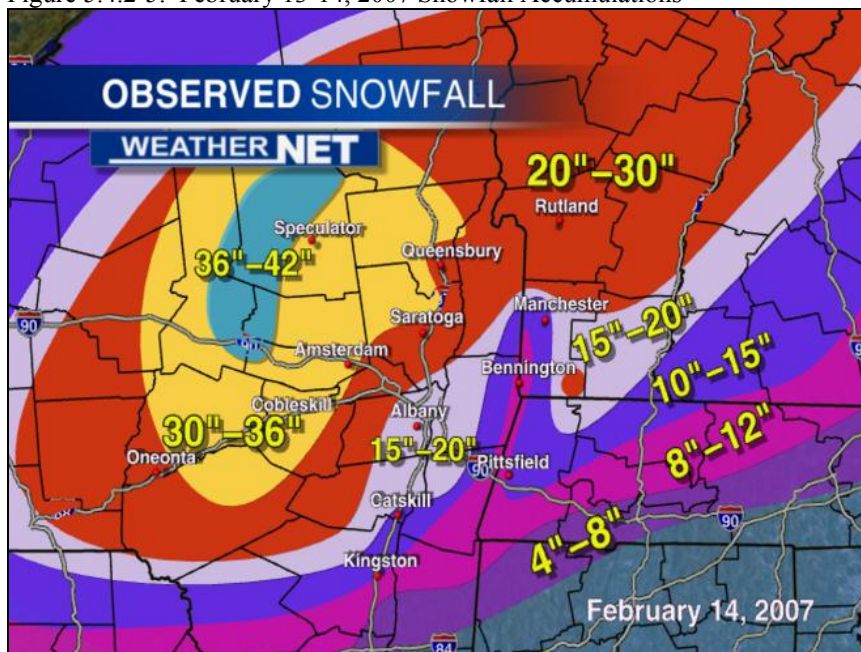 Figure 3.4.2-3. February 13-14, 2007 Snowfall Accumulations
OBSERVED SNOWFALL
WEATHER NET
20"–30"
Rutland
Speculator
36"–42"
Queensbury
90
Manchester
Saratoga
15"–20"
Amsterdam
Bennington
10"–15"
Cobleskill
Albany
30"–36"
15"–20"
8"–12"
Oneonta
90
Pittsfield
Catskill
4"–8"
90
Kingston
February 14, 2007
84